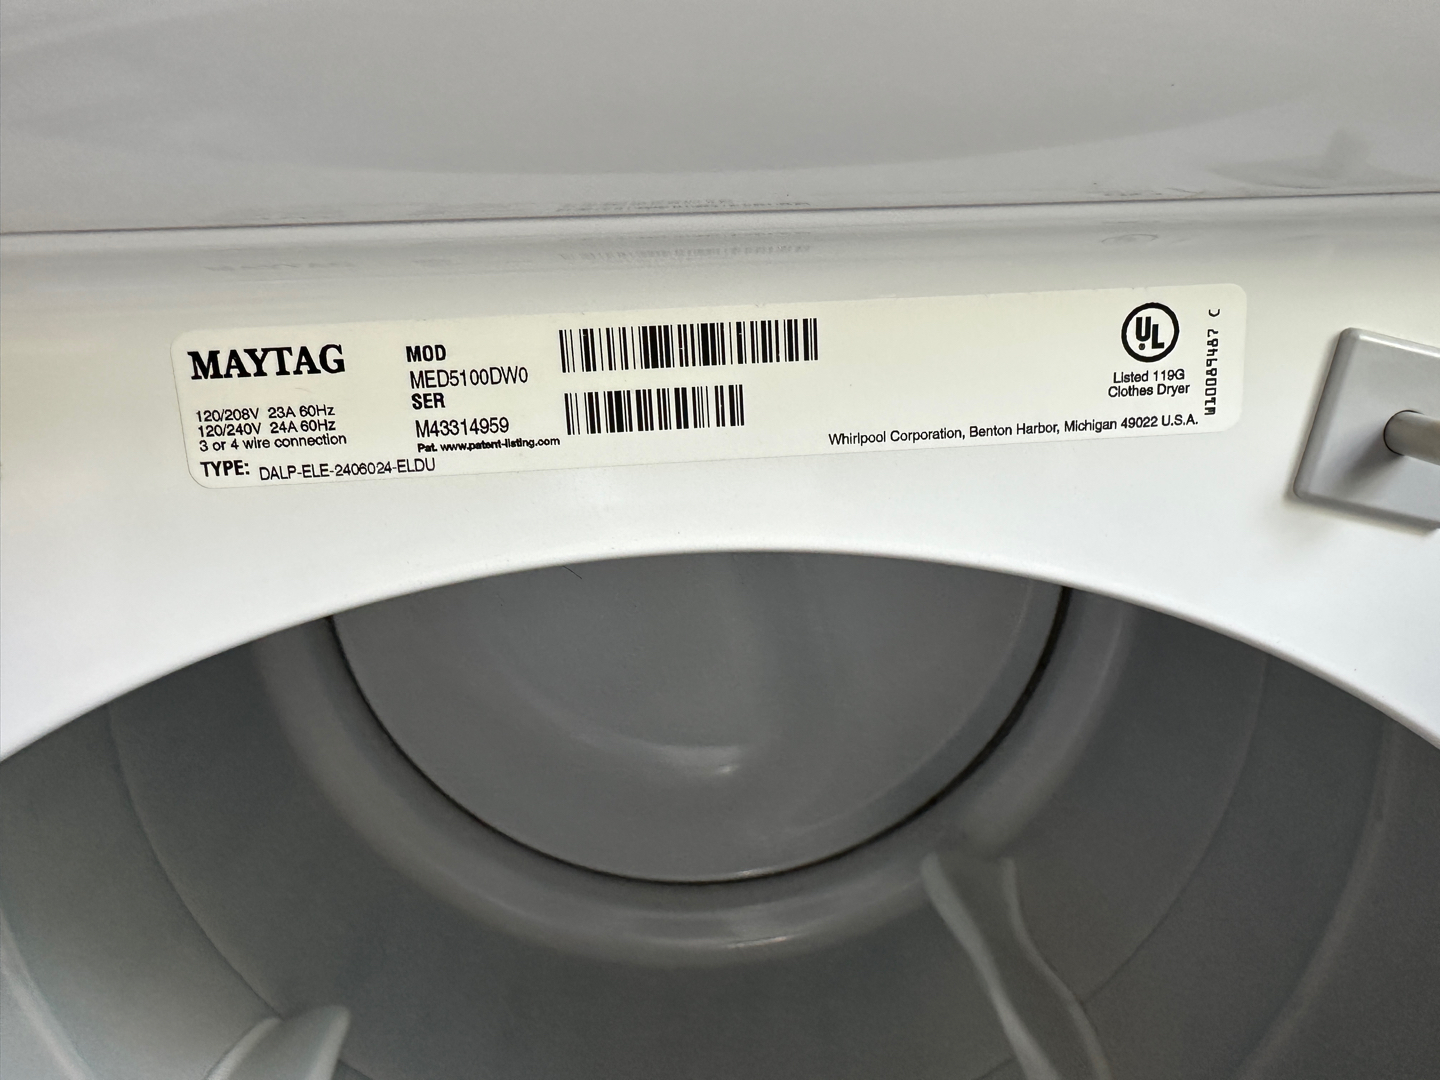 MAYTAG
120/208V 23A 60Hz
120/240V 24A 60Hz
3 or 4 wire connection
TYPE: DALP-ELE-2406024-ELDU
MOD
MED5100DW0
SER
M43314959
Pat. www.patent-listing.com
UL
Listed 119G
Clothes Dryer
Whirlpool Corporation, Benton Harbor, Michigan 49022 U.S.A.
W10089487 C